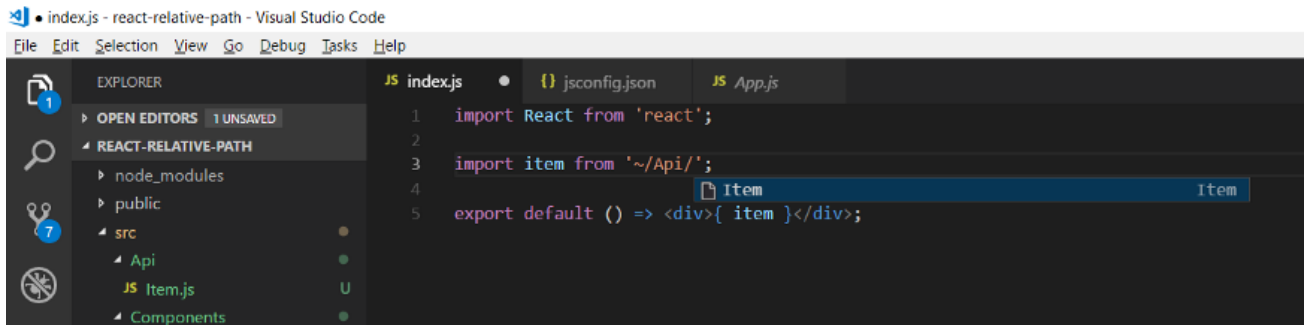 ● index.js - react-relative-path - Visual Studio Code
File Edit Selection View Go Debug Tasks Help
EXPLORER
JS index.js ● {} jsconfig.json JS App.js
1
OPEN EDITORS 1 UNSAVED
REACT-RELATIVE-PATH
node_modules
public
src
Api
JS Item.js U
Components
7
1 import React from 'react';
2
3 import item from '~/Api/';
Item Item
4
5 export default () => <div>{ item }</div>;